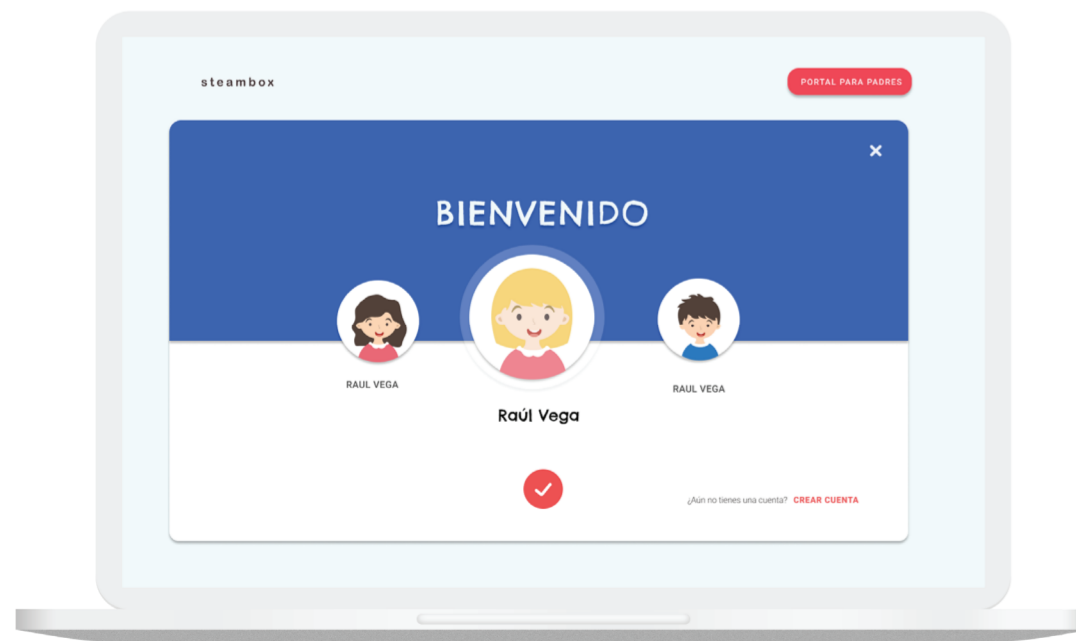 steambox
PORTAL PARA PADRES
BIENVENIDO
RAUL VEGA
Raúl Vega
RAUL VEGA
¿Aún no tienes una cuenta? CREAR CUENTA